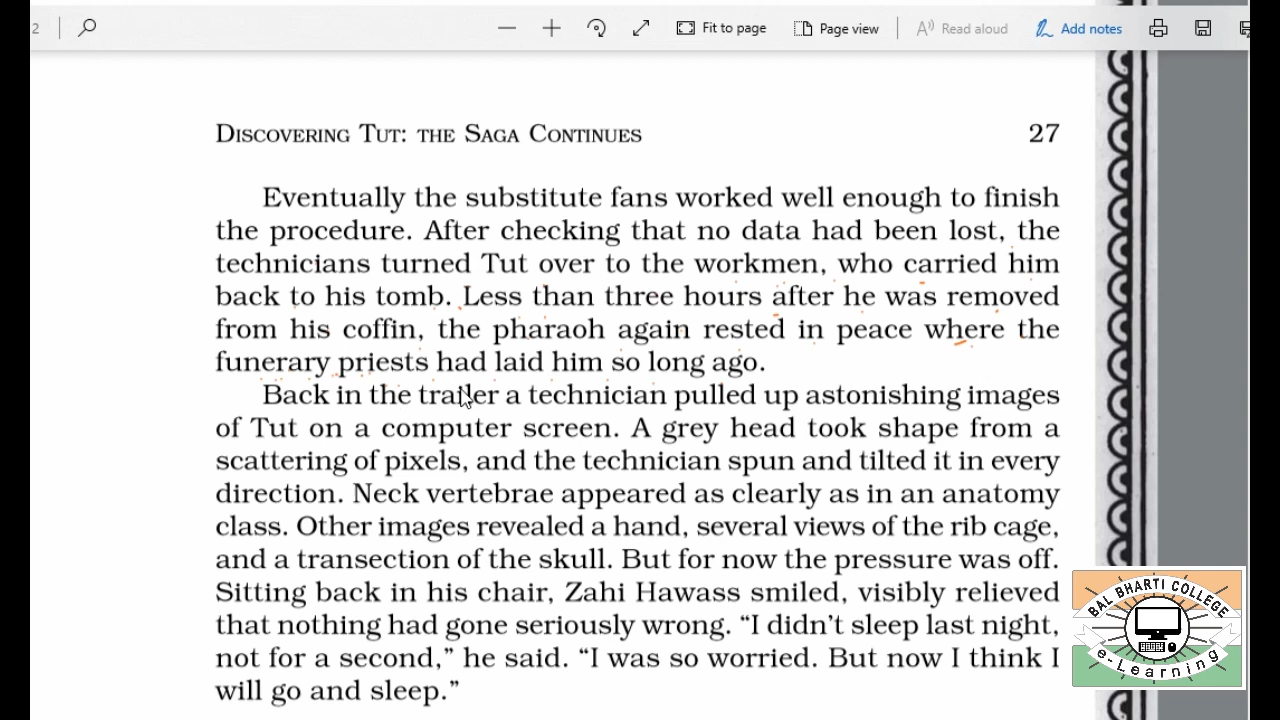 2
Fit to page
Page view
Read aloud
Add notes
DISCOVERING TUT: THE SAGA CONTINUES 27
Eventually the substitute fans worked well enough to finish
the procedure. After checking that no data had been lost, the
technicians turned Tut over to the workmen, who carried him
back to his tomb. Less than three hours after he was removed
from his coffin, the pharaoh again rested in peace where the
funerary priests had laid him so long ago.
Back in the trailer a technician pulled up astonishing images
of Tut on a computer screen. A grey head took shape from a
scattering of pixels, and the technician spun and tilted it in every
direction. Neck vertebrae appeared as clearly as in an anatomy
class. Other images revealed a hand, several views of the rib cage,
and a transection of the skull. But for now the pressure was off.
Sitting back in his chair, Zahi Hawass smiled, visibly relieved
that nothing had gone seriously wrong. “I didn’t sleep last night,
not for a second,” he said. “I was so worried. But now I think I
will go and sleep.”
BAL BHARTI COLLEGE
e-Learning